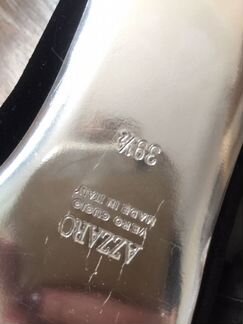 39½
AZZARO
VERO CUOIO
MADE IN ITALY